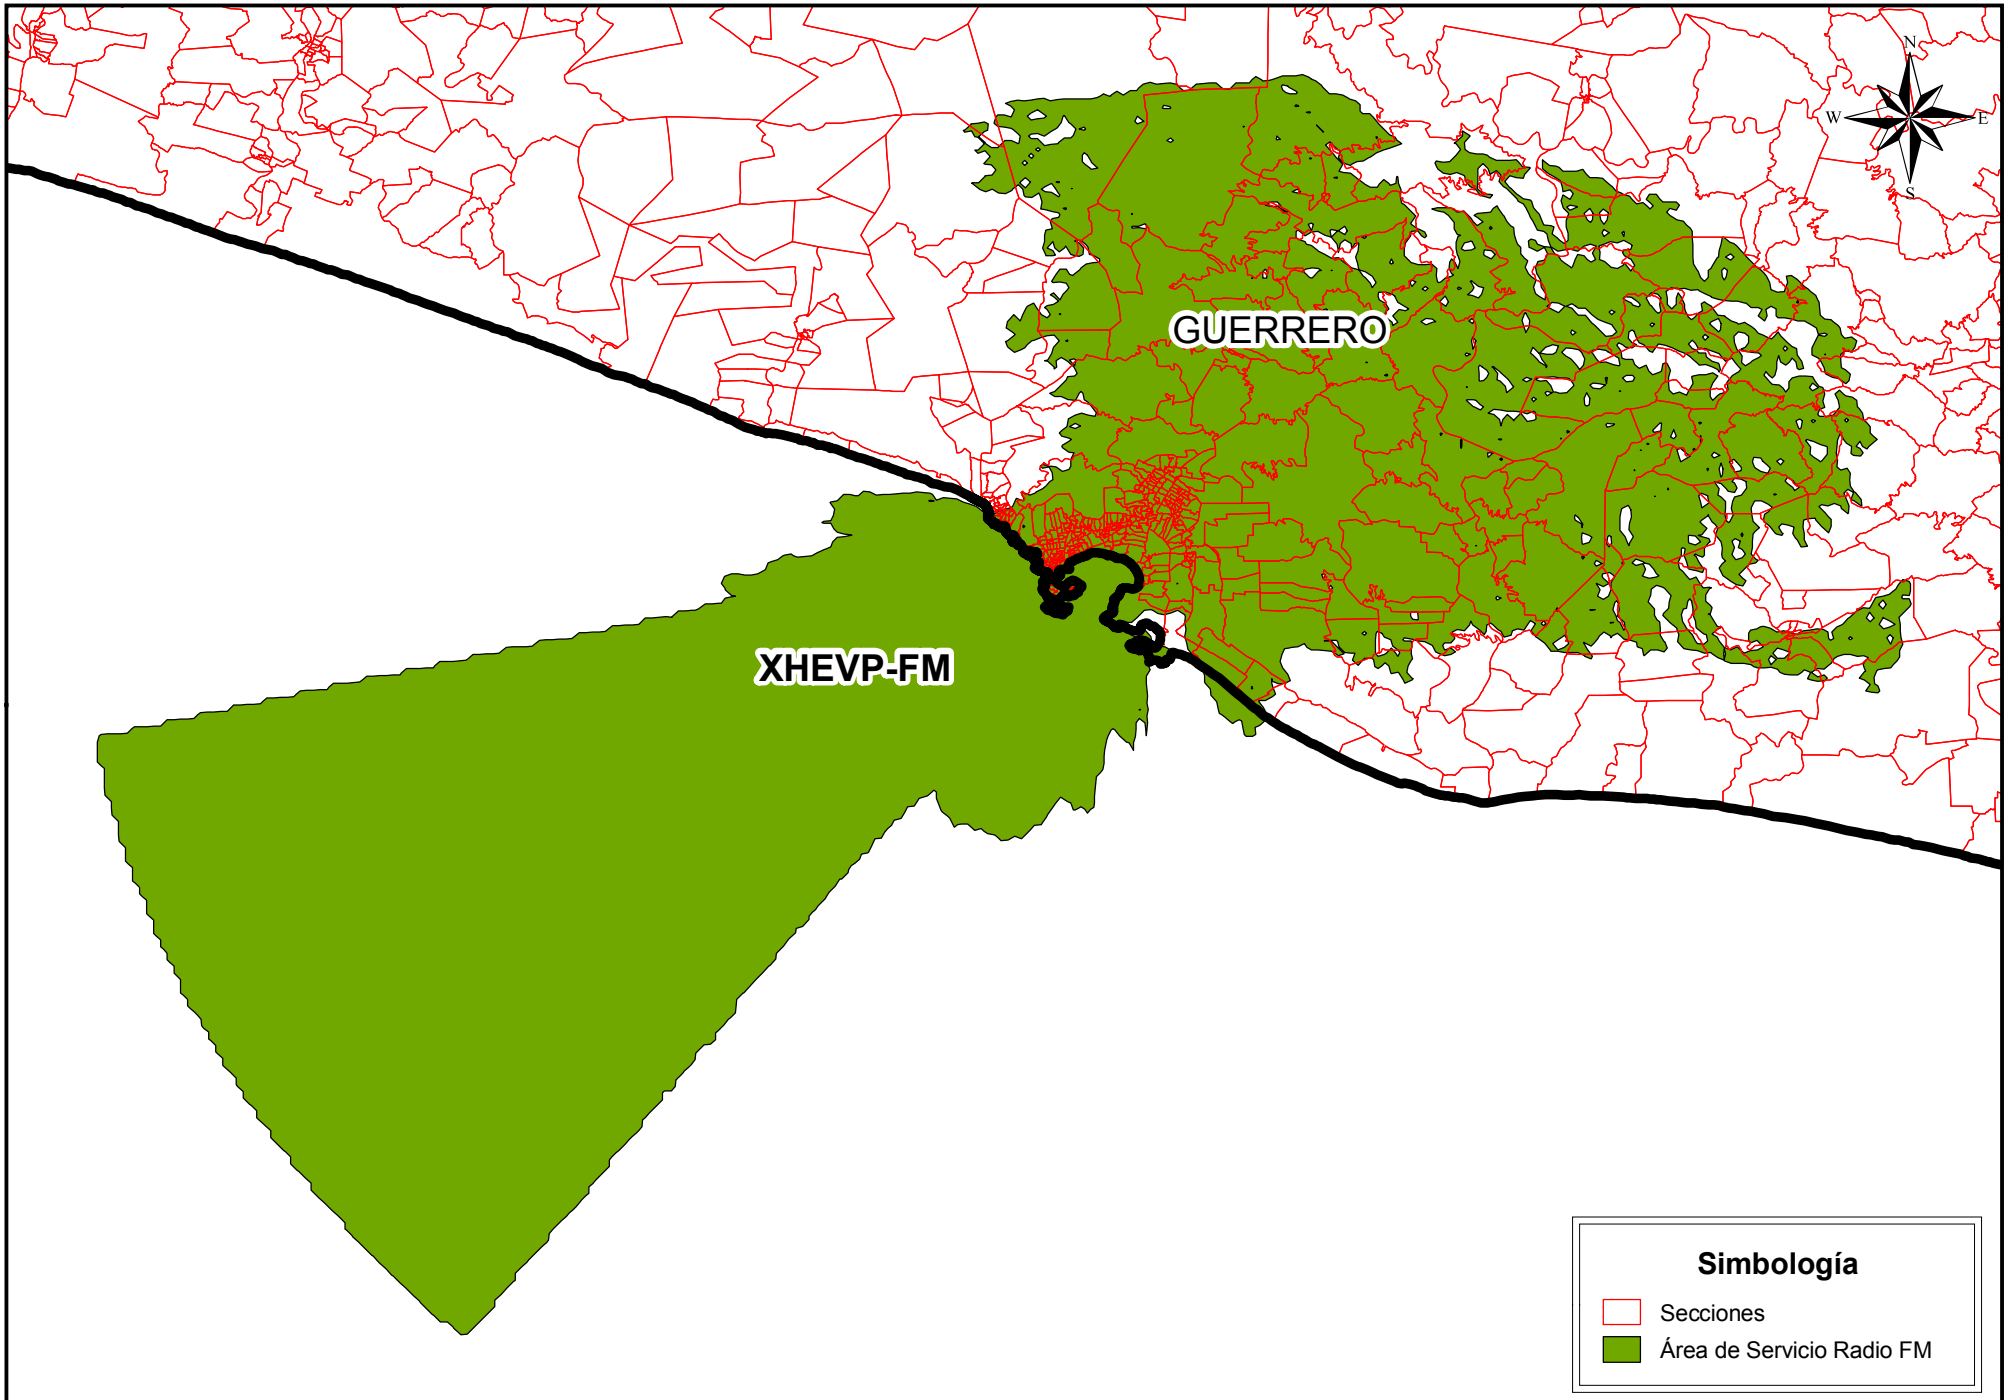 N
W E
S
GUERRERO
XHEVP-FM
Simbología
Secciones
Área de Servicio Radio FM